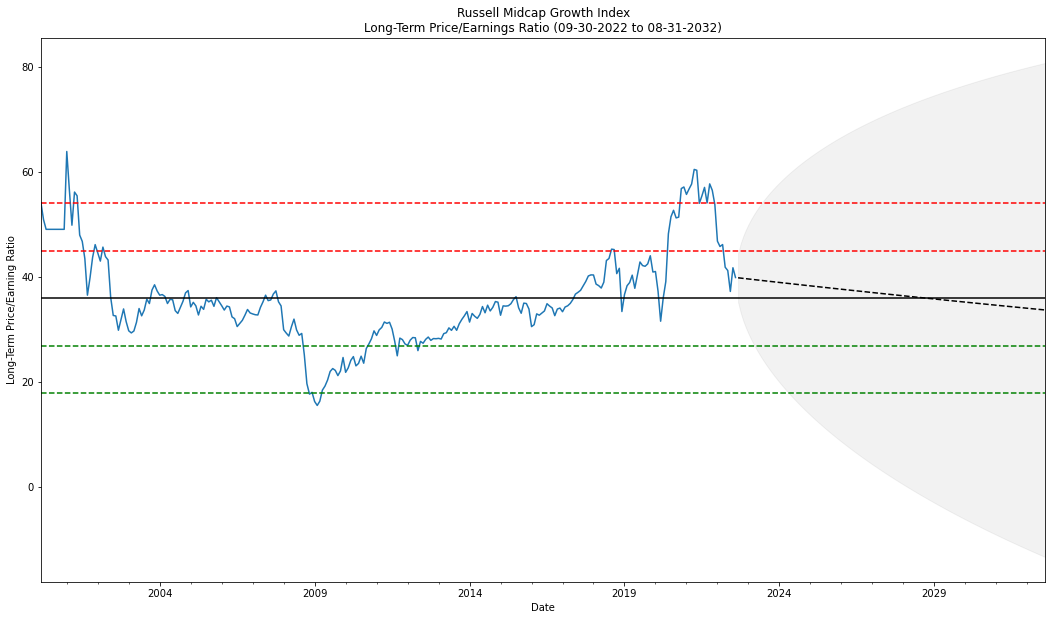 Russell Midcap Growth Index
Long-Term Price/Earnings Ratio (09-30-2022 to 08-31-2032)
80
60
40
20
0
Long-Term Price/Earning Ratio
2004
2009
2014
2019
2024
2029
Date